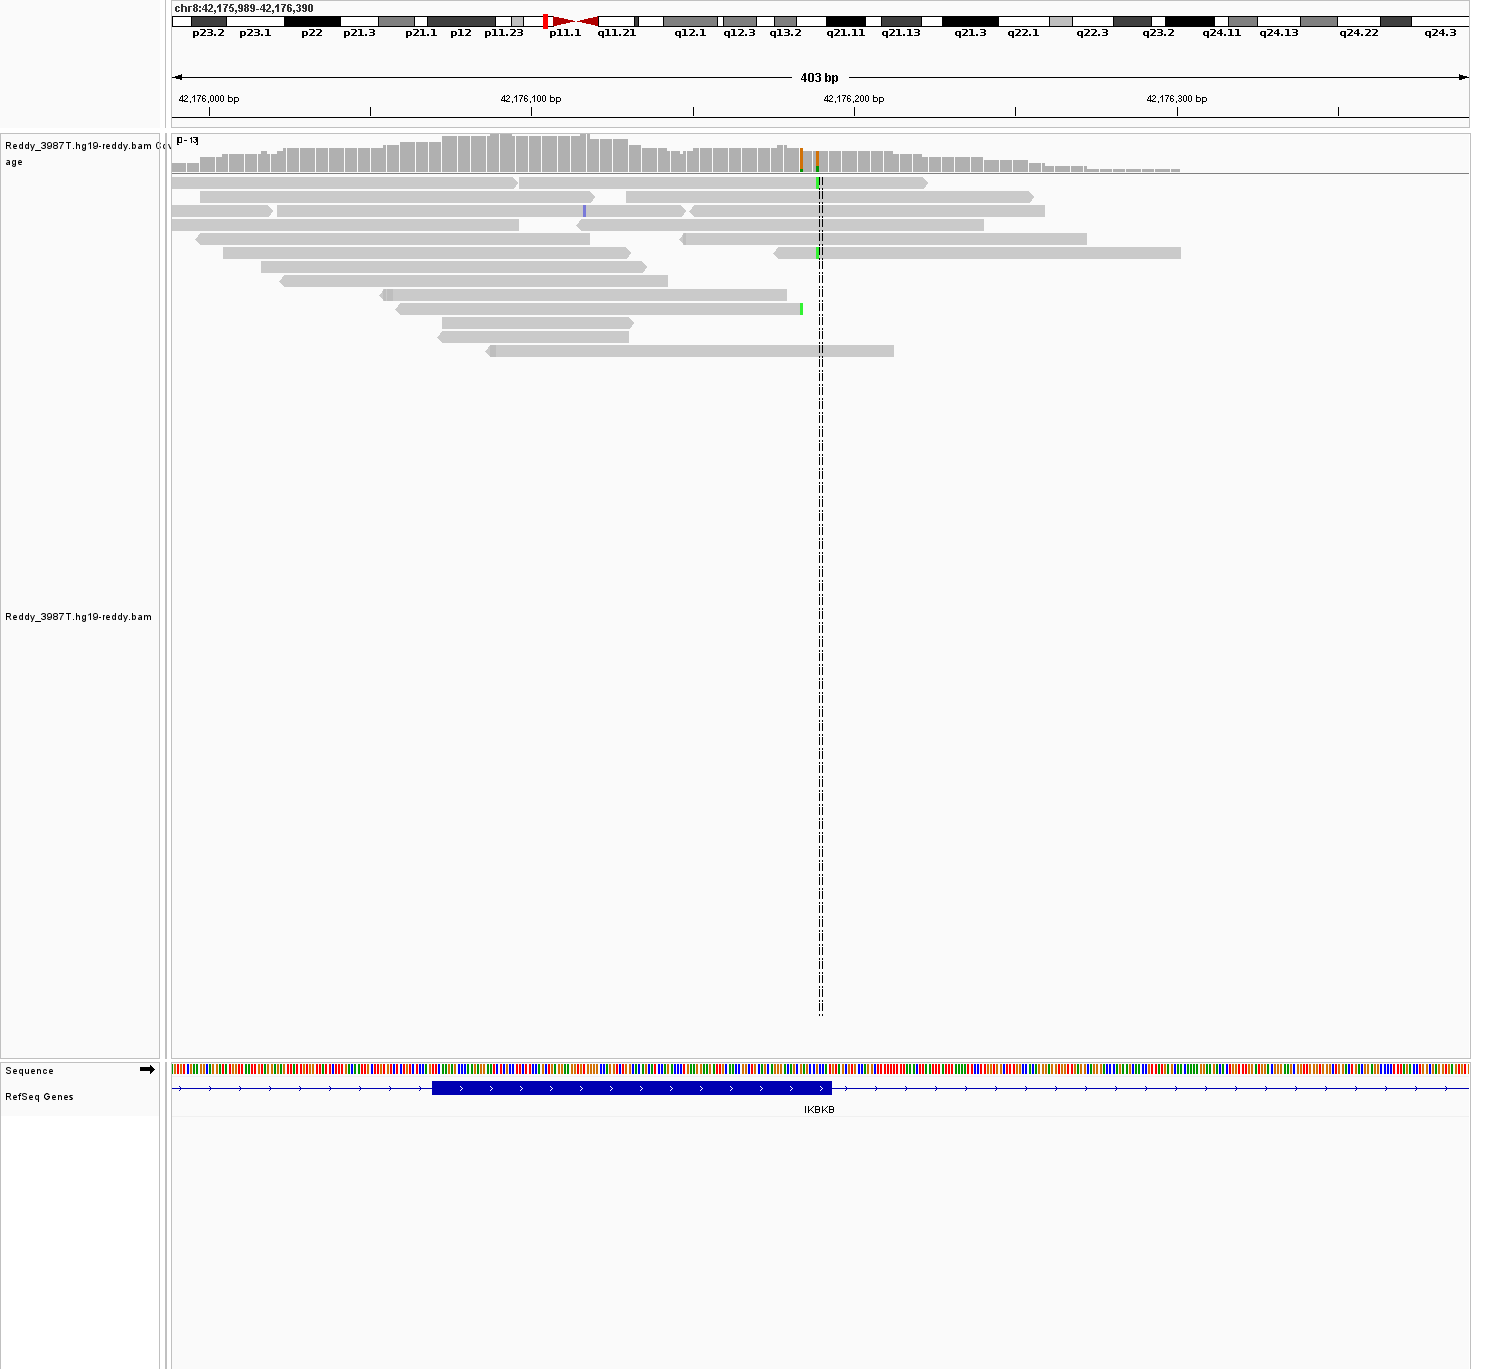 chr8:42,175,989-42,176,390
p23.2 p23.1 p22 p21.3 p21.1 p12 p11.23 p11.1 q11.21 q12.1 q12.3 q13.2 q21.11 q21.13 q21.3 q22.1 q22.3 q23.2 q24.11 q24.13 q24.22 q24.3
403 bp
42,176,000 bp 42,176,100 bp 42,176,200 bp 42,176,300 bp
[0 - 13]
Reddy_3987T.hg19-reddy.bam Cov
age
Reddy_3987T.hg19-reddy.bam
Sequence
RefSeq Genes
IKBKB